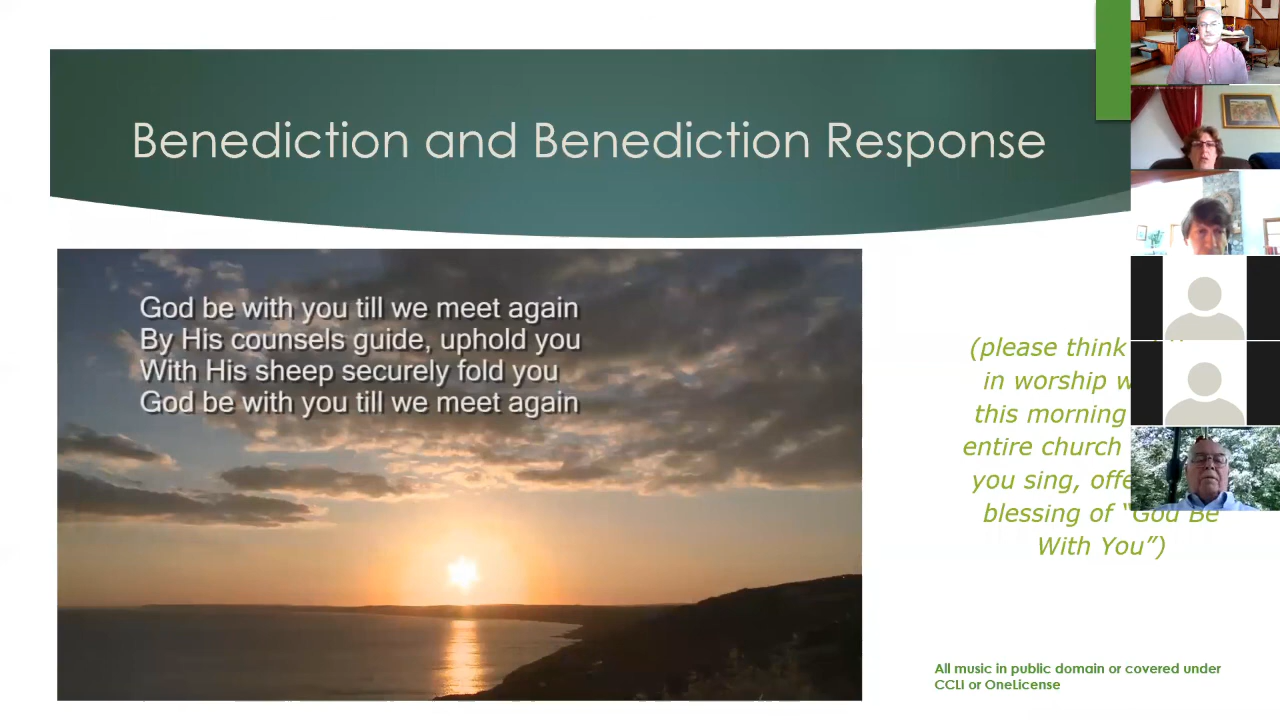 Benediction and Benediction Response
God be with you till we meet again
By His counsels guide, uphold you
With His sheep securely fold you
God be with you till we meet again
(please think
in worship
this morning
entire church
you sing,
blessing of “God Be
With You”)
All music in public domain or covered under
CCLI or OneLicense